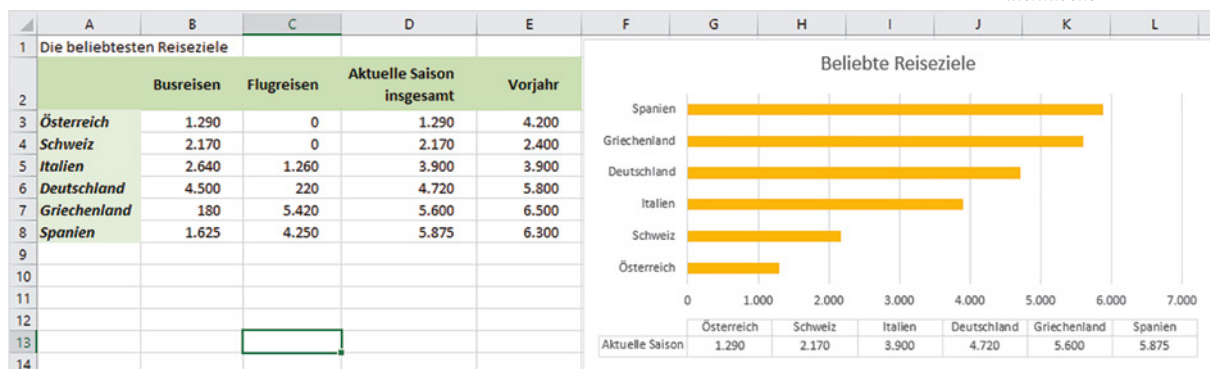 A B C D E F G H I J K L
1 Die beliebtesten Reiseziele
2 Busreisen Flugreisen Aktuelle Saison insgesamt Vorjahr
3 Österreich 1.290 0 1.290 4.200
4 Schweiz 2.170 0 2.170 2.400
5 Italien 2.640 1.260 3.900 3.900
6 Deutschland 4.500 220 4.720 5.800
7 Griechenland 180 5.420 5.600 6.500
8 Spanien 1.625 4.250 5.875 6.300
9
10
11
12
13
14
Beliebte Reiseziele
Spanien
Griechenland
Deutschland
Italien
Schweiz
Österreich
0 1.000 2.000 3.000 4.000 5.000 6.000 7.000
Österreich Schweiz Italien Deutschland Griechenland Spanien
Aktuelle Saison 1.290 2.170 3.900 4.720 5.600 5.875